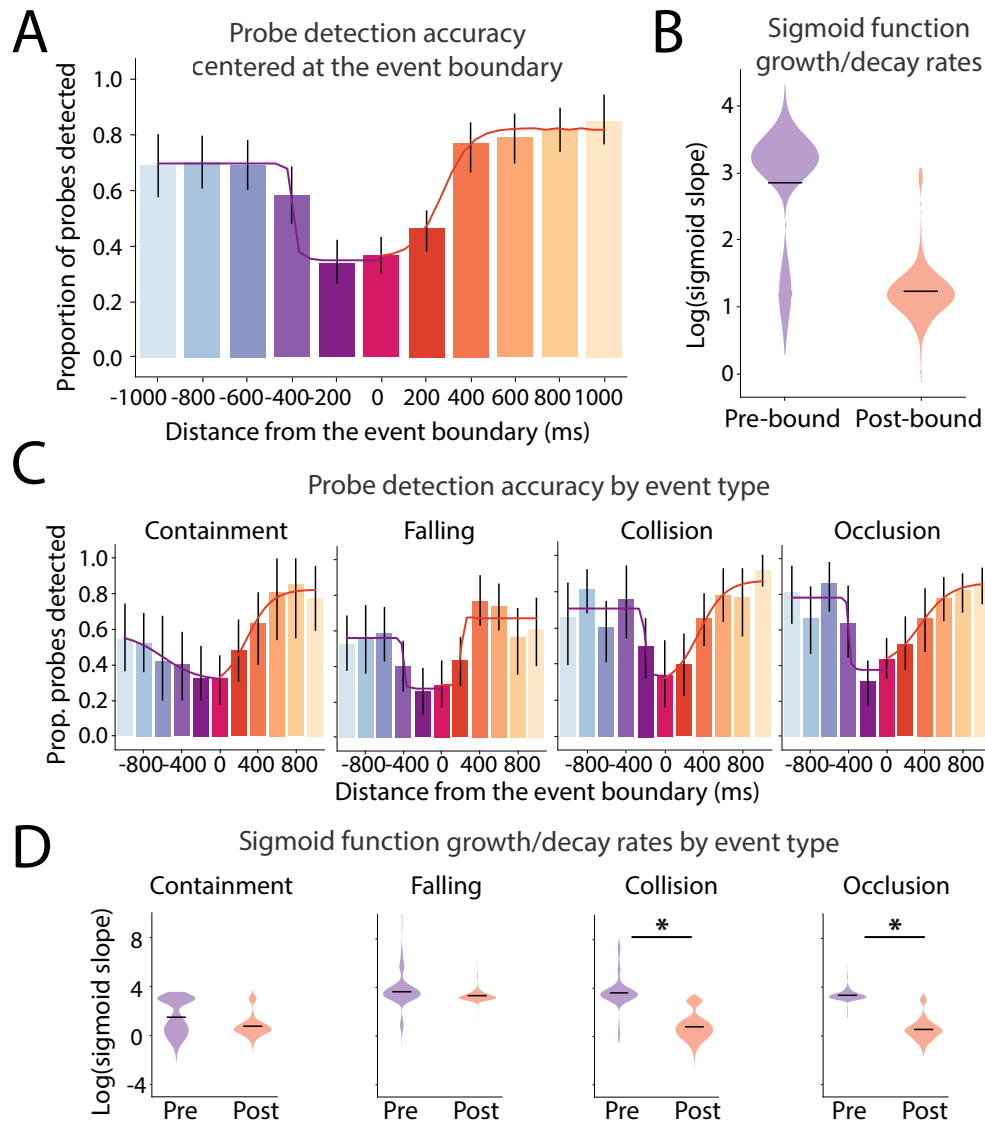 A
Probe detection accuracy
centered at the event boundary
Proportion of probes detected
1.0
0.8
0.6
0.4
0.2
0.0
-1000 -800 -600 -400 -200 0 200 400 600 800 1000
Distance from the event boundary (ms)
B
Sigmoid function
growth/decay rates
Log(sigmoid slope)
4
3
2
1
0
Pre-bound Post-bound
C
Probe detection accuracy by event type
Containment Falling Collision Occlusion
Prop. probes detected
1.0
0.8
0.6
0.4
0.2
0.0
-800 -400 0 400 800 -800 -400 0 400 800 -800 -400 0 400 800 -800 -400 0 400 800
Distance from the event boundary (ms)
D
Sigmoid function growth/decay rates by event type
Containment Falling Collision Occlusion
Log(sigmoid slope)
8
4
0
-4
* *
Pre Post Pre Post Pre Post Pre Post